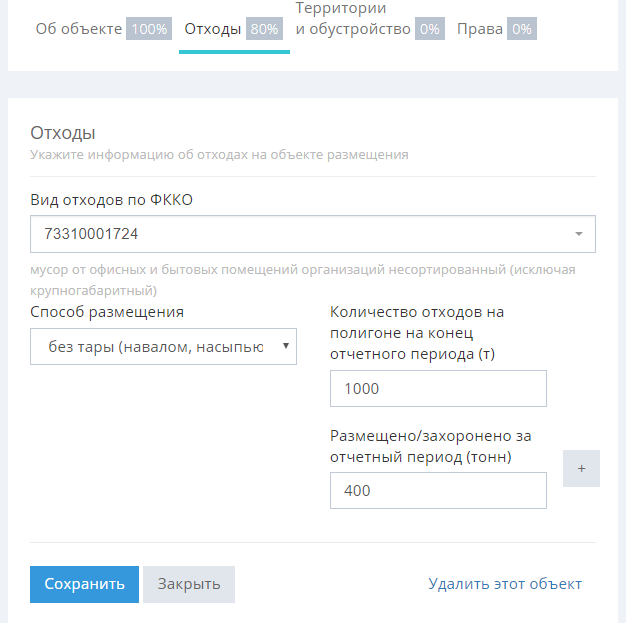 Территории
Об объекте 100% Отходы 80% и обустройство 0% Права 0%
Отходы
Укажите информацию об отходах на объекте размещения
Вид отходов по ФККО
73310001724
мусор от офисных и бытовых помещений организаций несортированный (исключая
крупногабаритный)
Способ размещения
без тары (навалом, насыпью
Количество отходов на
полигоне на конец
отчетного периода (т)
1000
Размещено/захоронено за
отчетный период (тонн)
400
+
Сохранить Закрыть Удалить этот объект